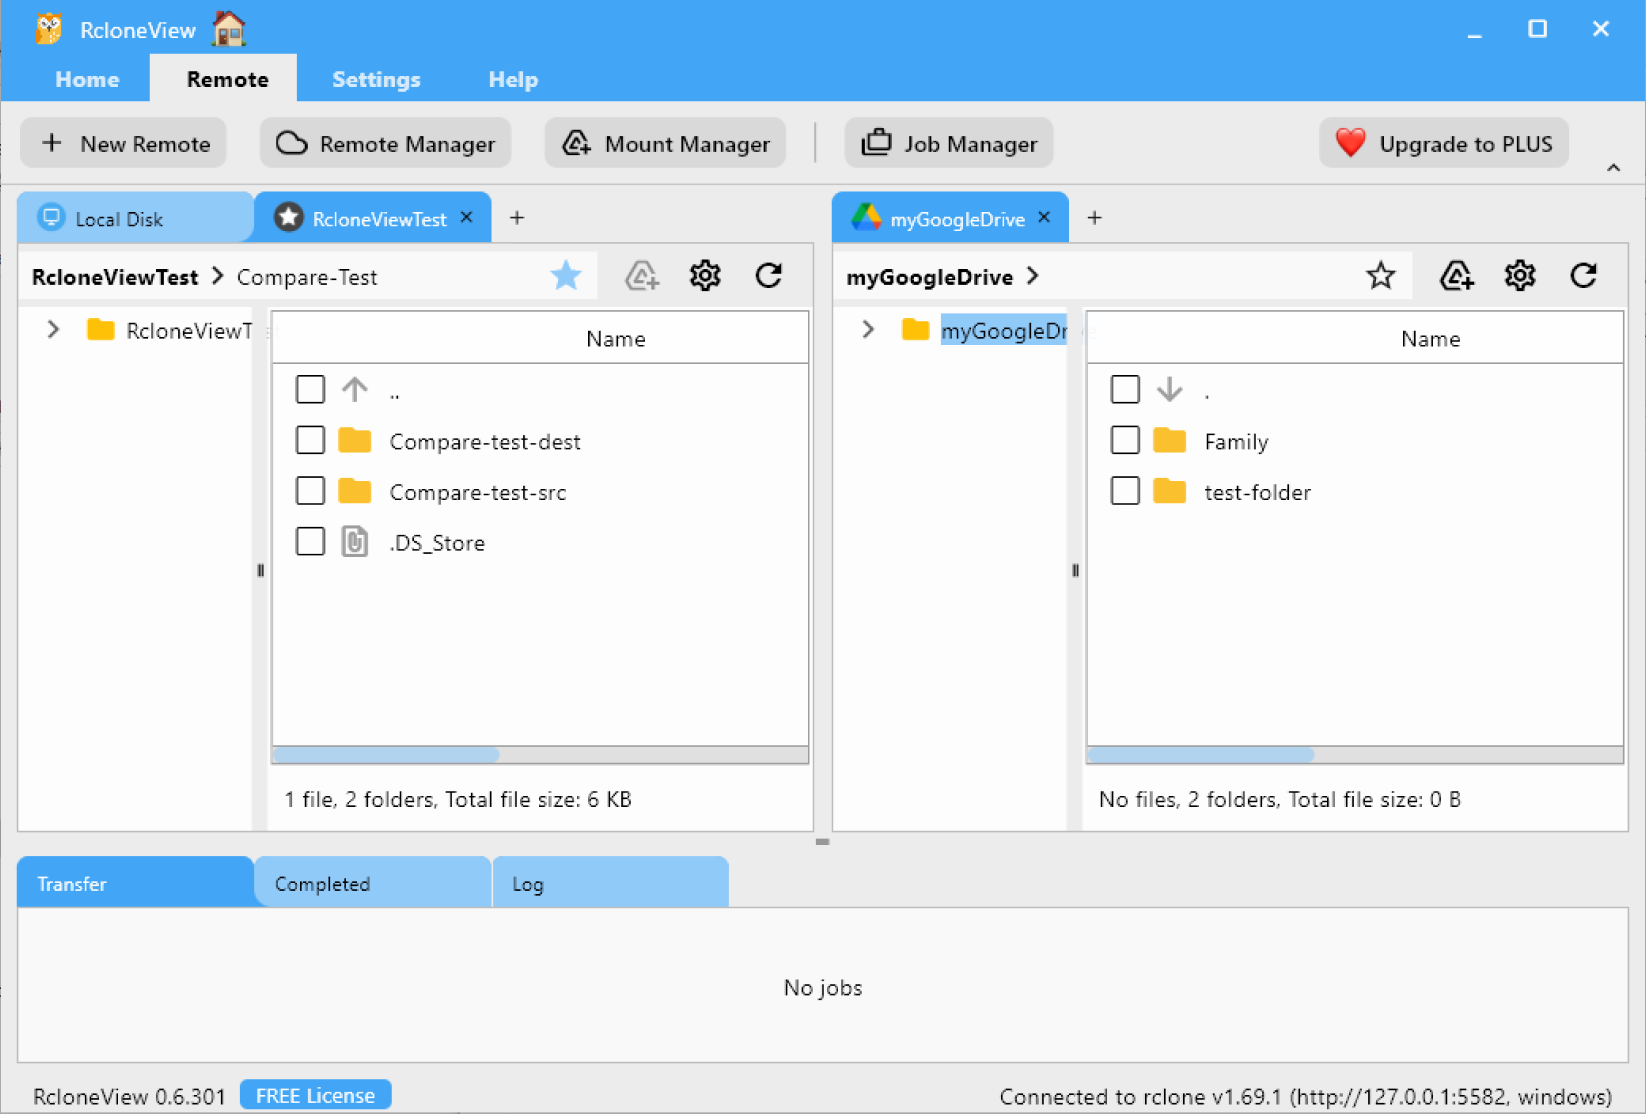 RcloneView
Home Remote Settings Help
New Remote Remote Manager Mount Manager Job Manager Upgrade to PLUS
Local Disk RcloneViewTest myGoogleDrive
RcloneViewTest > Compare-Test
RcloneViewTes
Name
..
Compare-test-dest
Compare-test-src
.DS_Store
1 file, 2 folders, Total file size: 6 KB
myGoogleDrive >
myGoogleDrive
Name
.
Family
test-folder
No files, 2 folders, Total file size: 0 B
Transfer Completed Log
No jobs
RcloneView 0.6.301 FREE License Connected to rclone v1.69.1 (http://127.0.0.1:5582, windows)